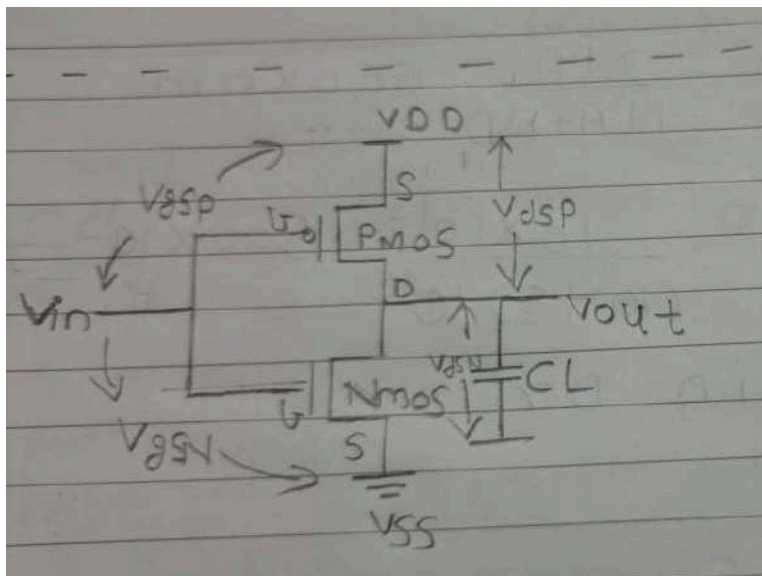 VDD
S
Vgsp
Vdsp
G
PMOS
D
Vin
Vout
VdsN
CL
G
NMOS
VgsN
S
VSS